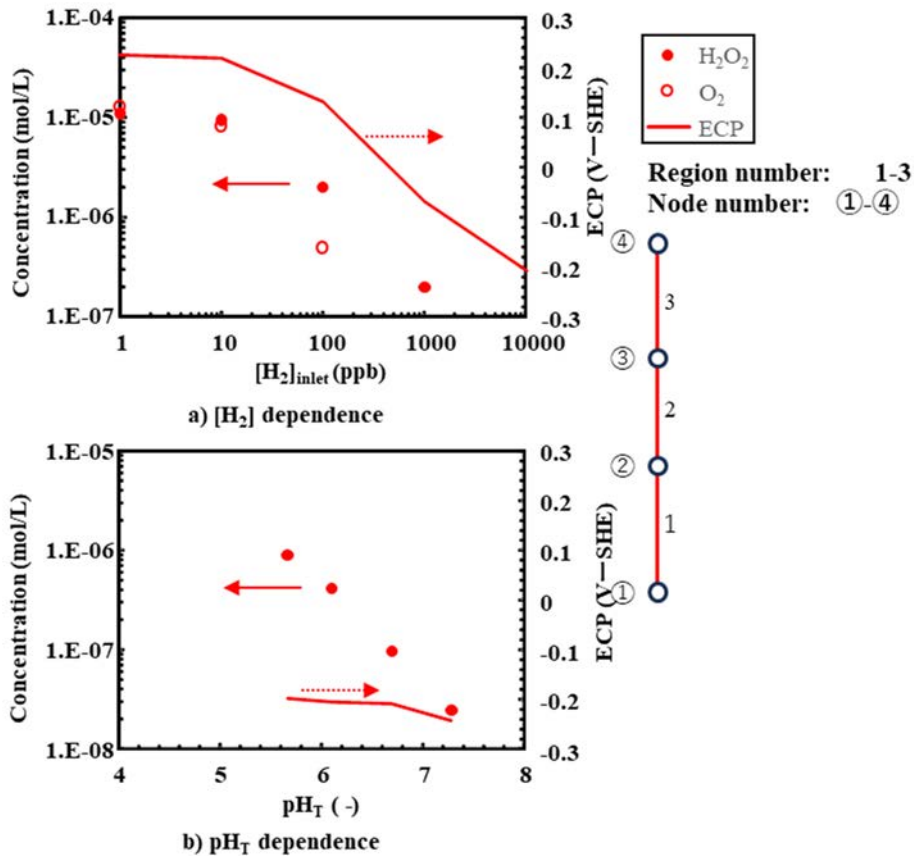 1.E-04
1.E-05
1.E-06
1.E-07
Concentration (mol/L)
0.3
0.2
0.1
0
-0.1
-0.2
-0.3
ECP (V—SHE)
1 10 100 1000 10000
[H₂]inlet (ppb)
a) [H₂] dependence
H₂O₂
O₂
ECP
Region number: 1-3
Node number: ①-④
④
3
③
2
②
1
①
1.E-05
1.E-06
1.E-07
1.E-08
Concentration (mol/L)
0.3
0.2
0.1
0
-0.1
-0.2
-0.3
ECP (V—SHE)
4 5 6 7 8
pHT ( -)
b) pHT dependence